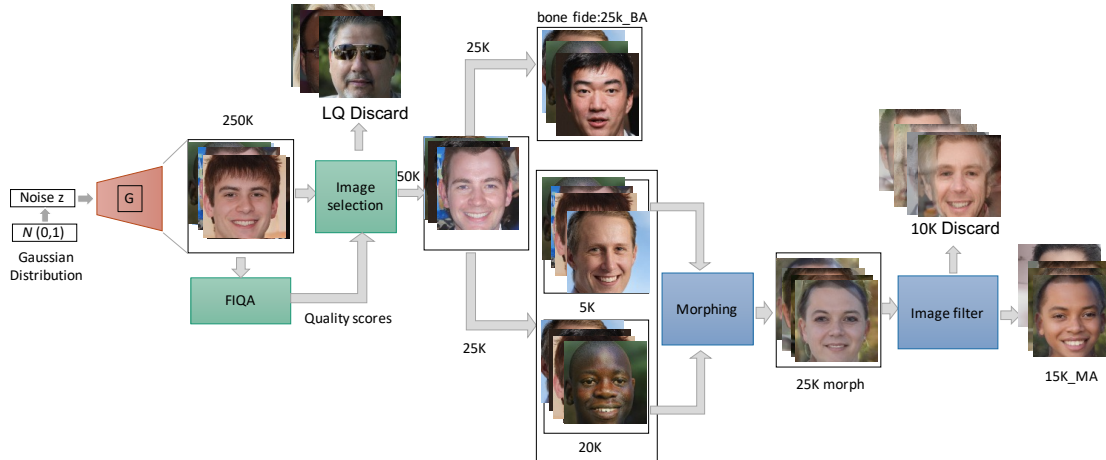 bone fide:25k_BA
25K
LQ Discard
250K
Noise z
G
N (0,1)
Gaussian
Distribution
Image
selection
50K
FIQA
Quality scores
25K
5K
20K
Morphing
25K morph
10K Discard
Image filter
15K_MA